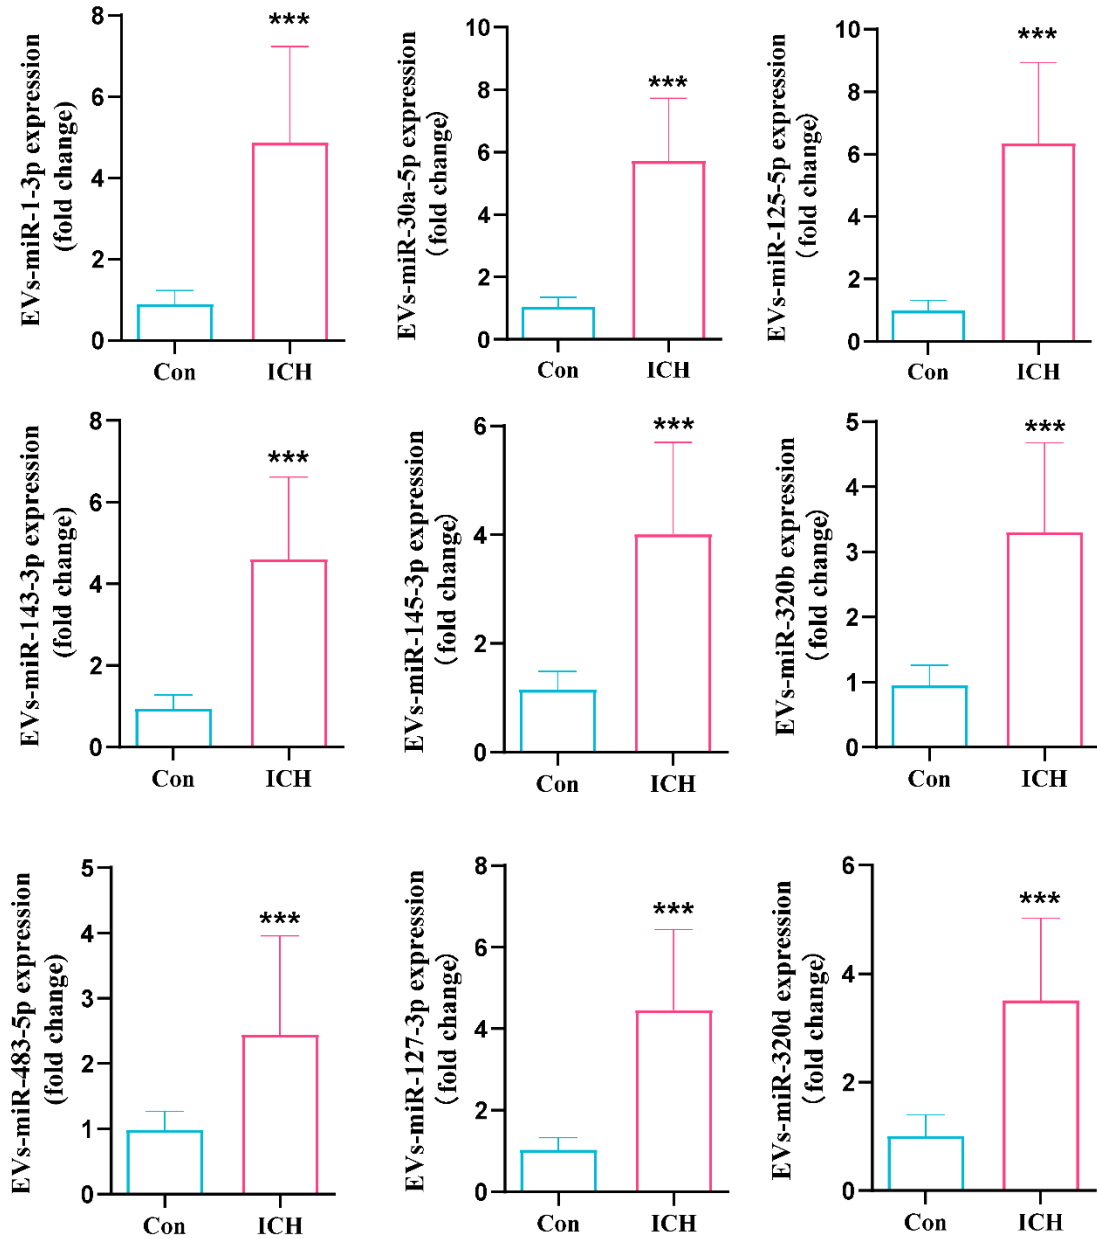 EVs-miR-1-3p expression
(fold change)
8
6
4
2
0
***
Con
ICH
EVs-miR-30a-5p expression
(fold change)
10
8
6
4
2
0
***
Con
ICH
EVs-miR-125-5p expression
(fold change)
10
8
6
4
2
0
***
Con
ICH
EVs-miR-143-3p expression
(fold change)
8
6
4
2
0
***
Con
ICH
EVs-miR-145-3p expression
(fold change)
6
4
2
0
***
Con
ICH
EVs-miR-320b expression
(fold change)
5
4
3
2
1
0
***
Con
ICH
EVs-miR-483-5p expression
(fold change)
5
4
3
2
1
0
***
Con
ICH
EVs-miR-127-3p expression
(fold change)
8
6
4
2
0
***
Con
ICH
EVs-miR-320d expression
(fold change)
6
4
2
0
***
Con
ICH